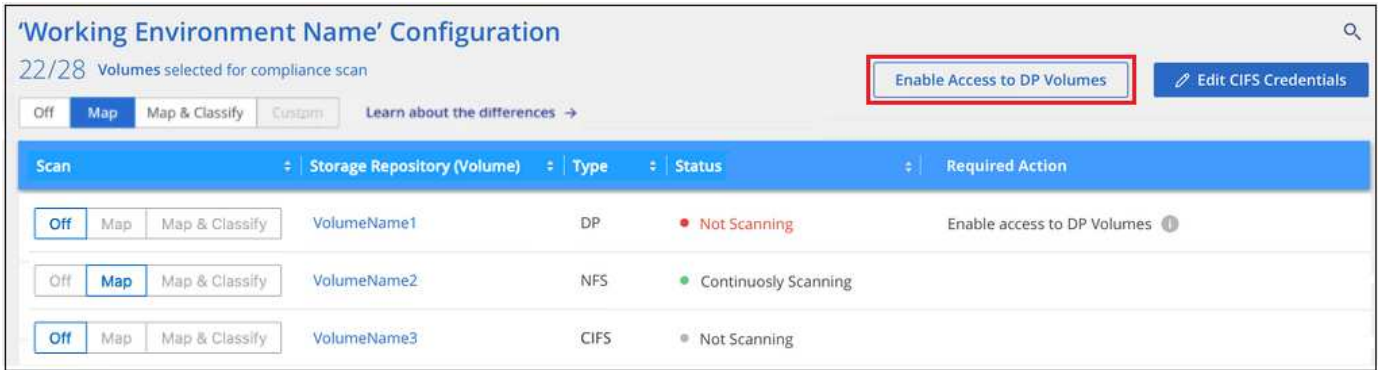 ‘Working Environment Name’ Configuration
22/28 Volumes selected for compliance scan
Enable Access to DP Volumes
Edit CIFS Credentials
Off Map Map & Classify Custom Learn about the differences →
Scan Storage Repository (Volume) Type Status Required Action
Off Map Map & Classify VolumeName1 DP Not Scanning Enable access to DP Volumes
Off Map Map & Classify VolumeName2 NFS Continuosly Scanning
Off Map Map & Classify VolumeName3 CIFS Not Scanning